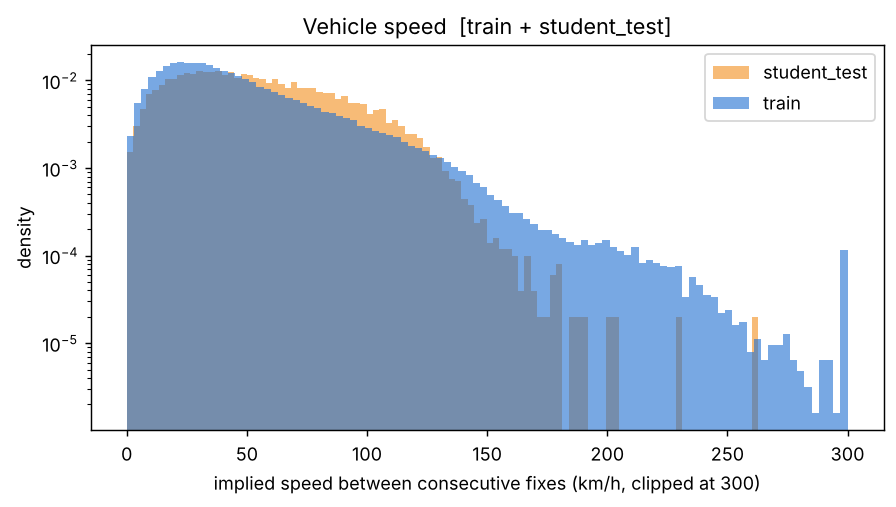 Vehicle speed  [train + student_test]
student_test
train
density
10⁻²
10⁻³
10⁻⁴
10⁻⁵
0 50 100 150 200 250 300
implied speed between consecutive fixes (km/h, clipped at 300)